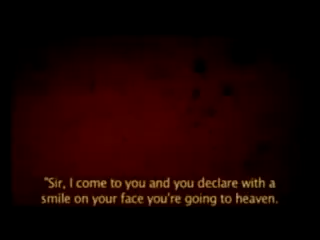 "Sir, I come to you and you declare with a
smile on your face you're going to heaven.